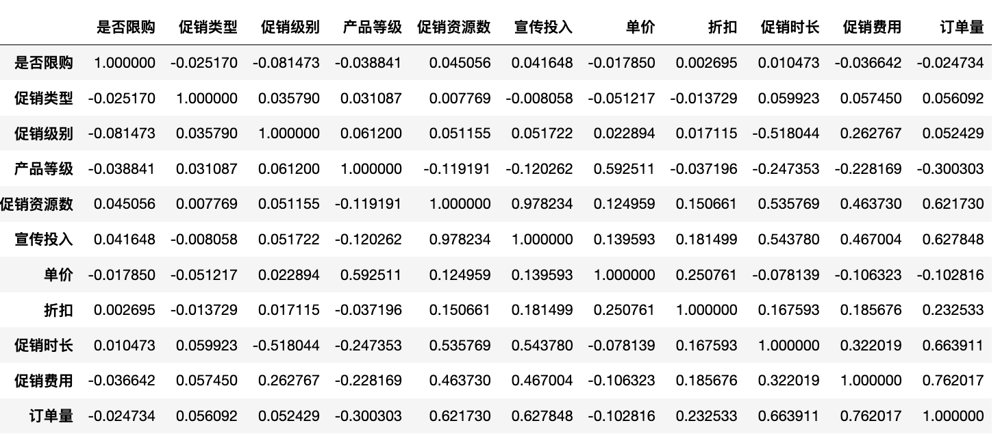 是否限购 促销类型 促销级别 产品等级 促销资源数 宣传投入 单价 折扣 促销时长 促销费用 订单量
是否限购 1.000000 -0.025170 -0.081473 -0.038841 0.045056 0.041648 -0.017850 0.002695 0.010473 -0.036642 -0.024734
促销类型 -0.025170 1.000000 0.035790 0.031087 0.007769 -0.008058 -0.051217 -0.013729 0.059923 0.057450 0.056092
促销级别 -0.081473 0.035790 1.000000 0.061200 0.051155 0.051722 0.022894 0.017115 -0.518044 0.262767 0.052429
产品等级 -0.038841 0.031087 0.061200 1.000000 -0.119191 -0.120262 0.592511 -0.037196 -0.247353 -0.228169 -0.300303
促销资源数 0.045056 0.007769 0.051155 -0.119191 1.000000 0.978234 0.124959 0.150661 0.535769 0.463730 0.621730
宣传投入 0.041648 -0.008058 0.051722 -0.120262 0.978234 1.000000 0.139593 0.181499 0.543780 0.467004 0.627848
单价 -0.017850 -0.051217 0.022894 0.592511 0.124959 0.139593 1.000000 0.250761 -0.078139 -0.106323 -0.102816
折扣 0.002695 -0.013729 0.017115 -0.037196 0.150661 0.181499 0.250761 1.000000 0.167593 0.185676 0.232533
促销时长 0.010473 0.059923 -0.518044 -0.247353 0.535769 0.543780 -0.078139 0.167593 1.000000 0.322019 0.663911
促销费用 -0.036642 0.057450 0.262767 -0.228169 0.463730 0.467004 -0.106323 0.185676 0.322019 1.000000 0.762017
订单量 -0.024734 0.056092 0.052429 -0.300303 0.621730 0.627848 -0.102816 0.232533 0.663911 0.762017 1.000000